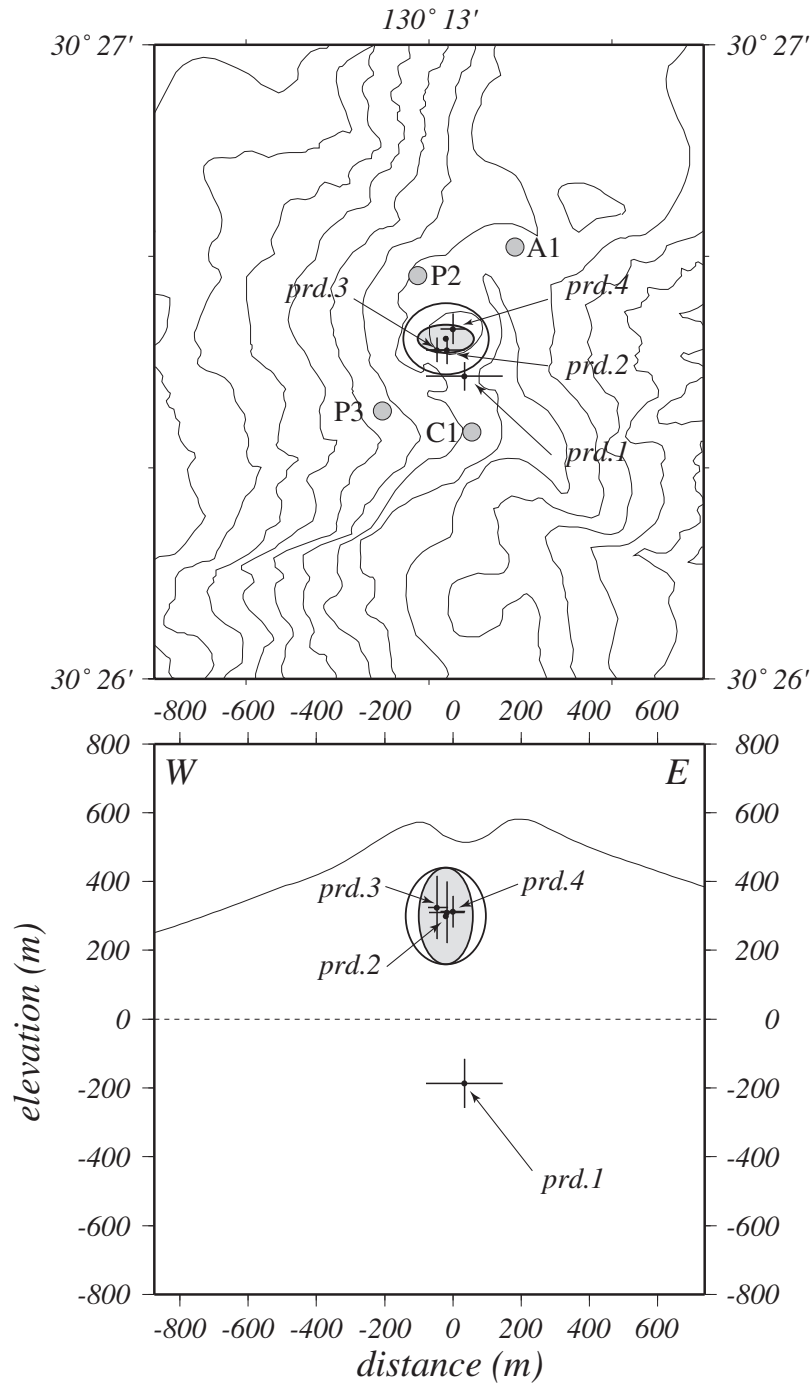 130° 13'
30° 27' 30° 27'
A1
P2
prd.3 prd.4
prd.2
P3
C1
prd.1
30° 26' 30° 26'
-800 -600 -400 -200 0 200 400 600
800 800
W E
600 600
400 400
prd.3 prd.4
prd.2
200 200
0 0
-200 -200
-400 -400
prd.1
-600 -600
-800 -800
elevation (m)
-800 -600 -400 -200 0 200 400 600
distance (m)